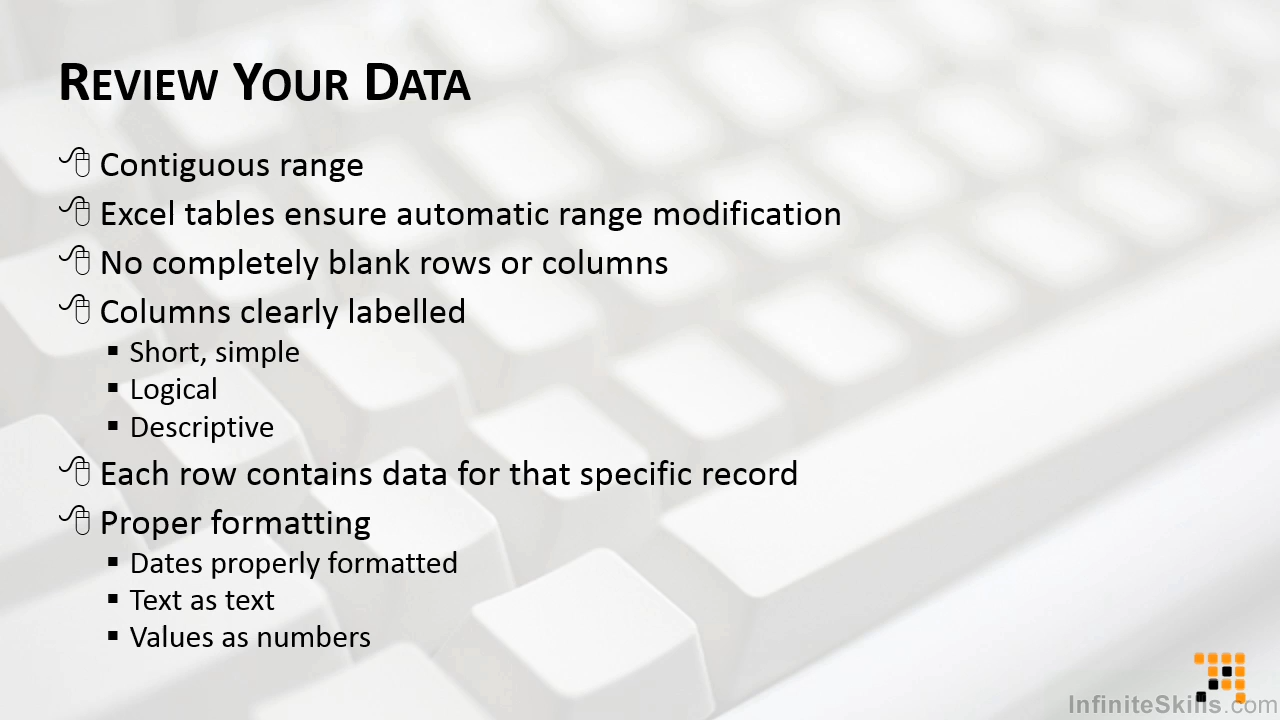 REVIEW YOUR DATA
Contiguous range
Excel tables ensure automatic range modification
No completely blank rows or columns
Columns clearly labelled
Short, simple
Logical
Descriptive
Each row contains data for that specific record
Proper formatting
Dates properly formatted
Text as text
Values as numbers
InfiniteSkills.com